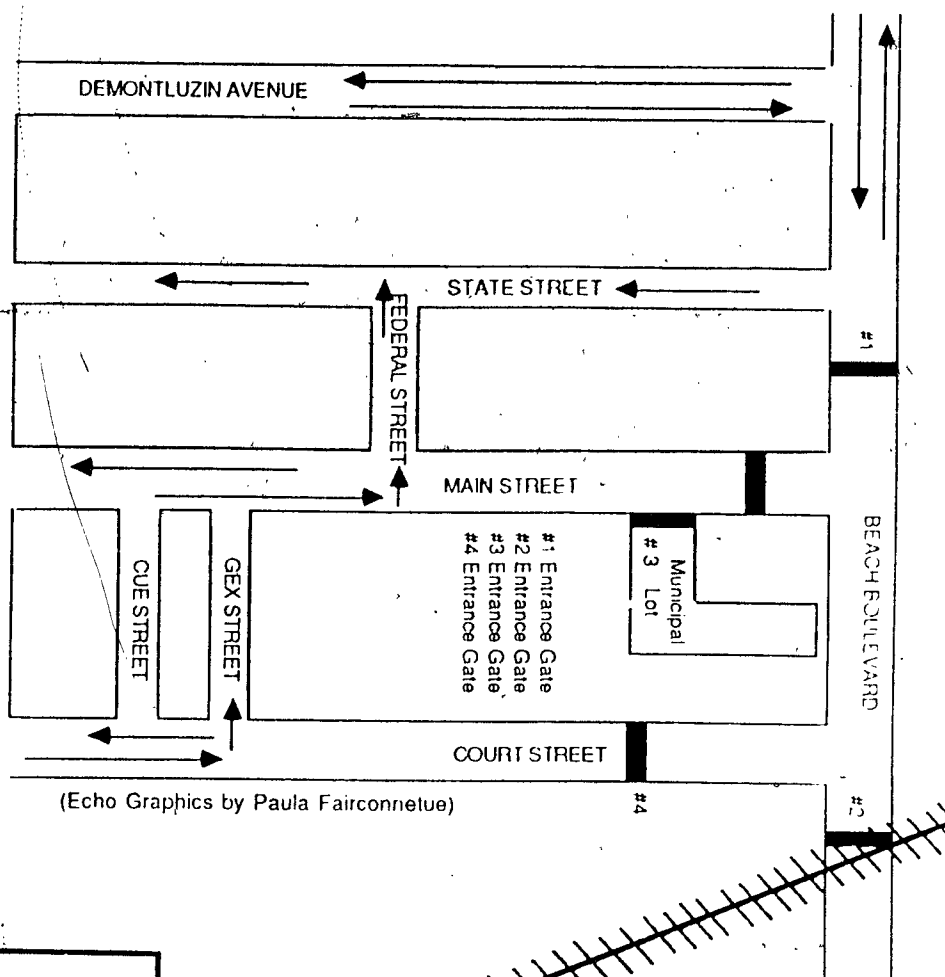 DEMONTLUZIN AVENUE
STATE STREET
FEDERAL STREET
#1
MAIN STREET
BEACH BOULEVARD
CUE STREET
GEX STREET
#1 Entrance Gate
#2 Entrance Gate
#3 Entrance Gate
#4 Entrance Gate
Municipal
#3 Lot
COURT STREET
(Echo Graphics by Paula Fairconnetue)
#4
#2